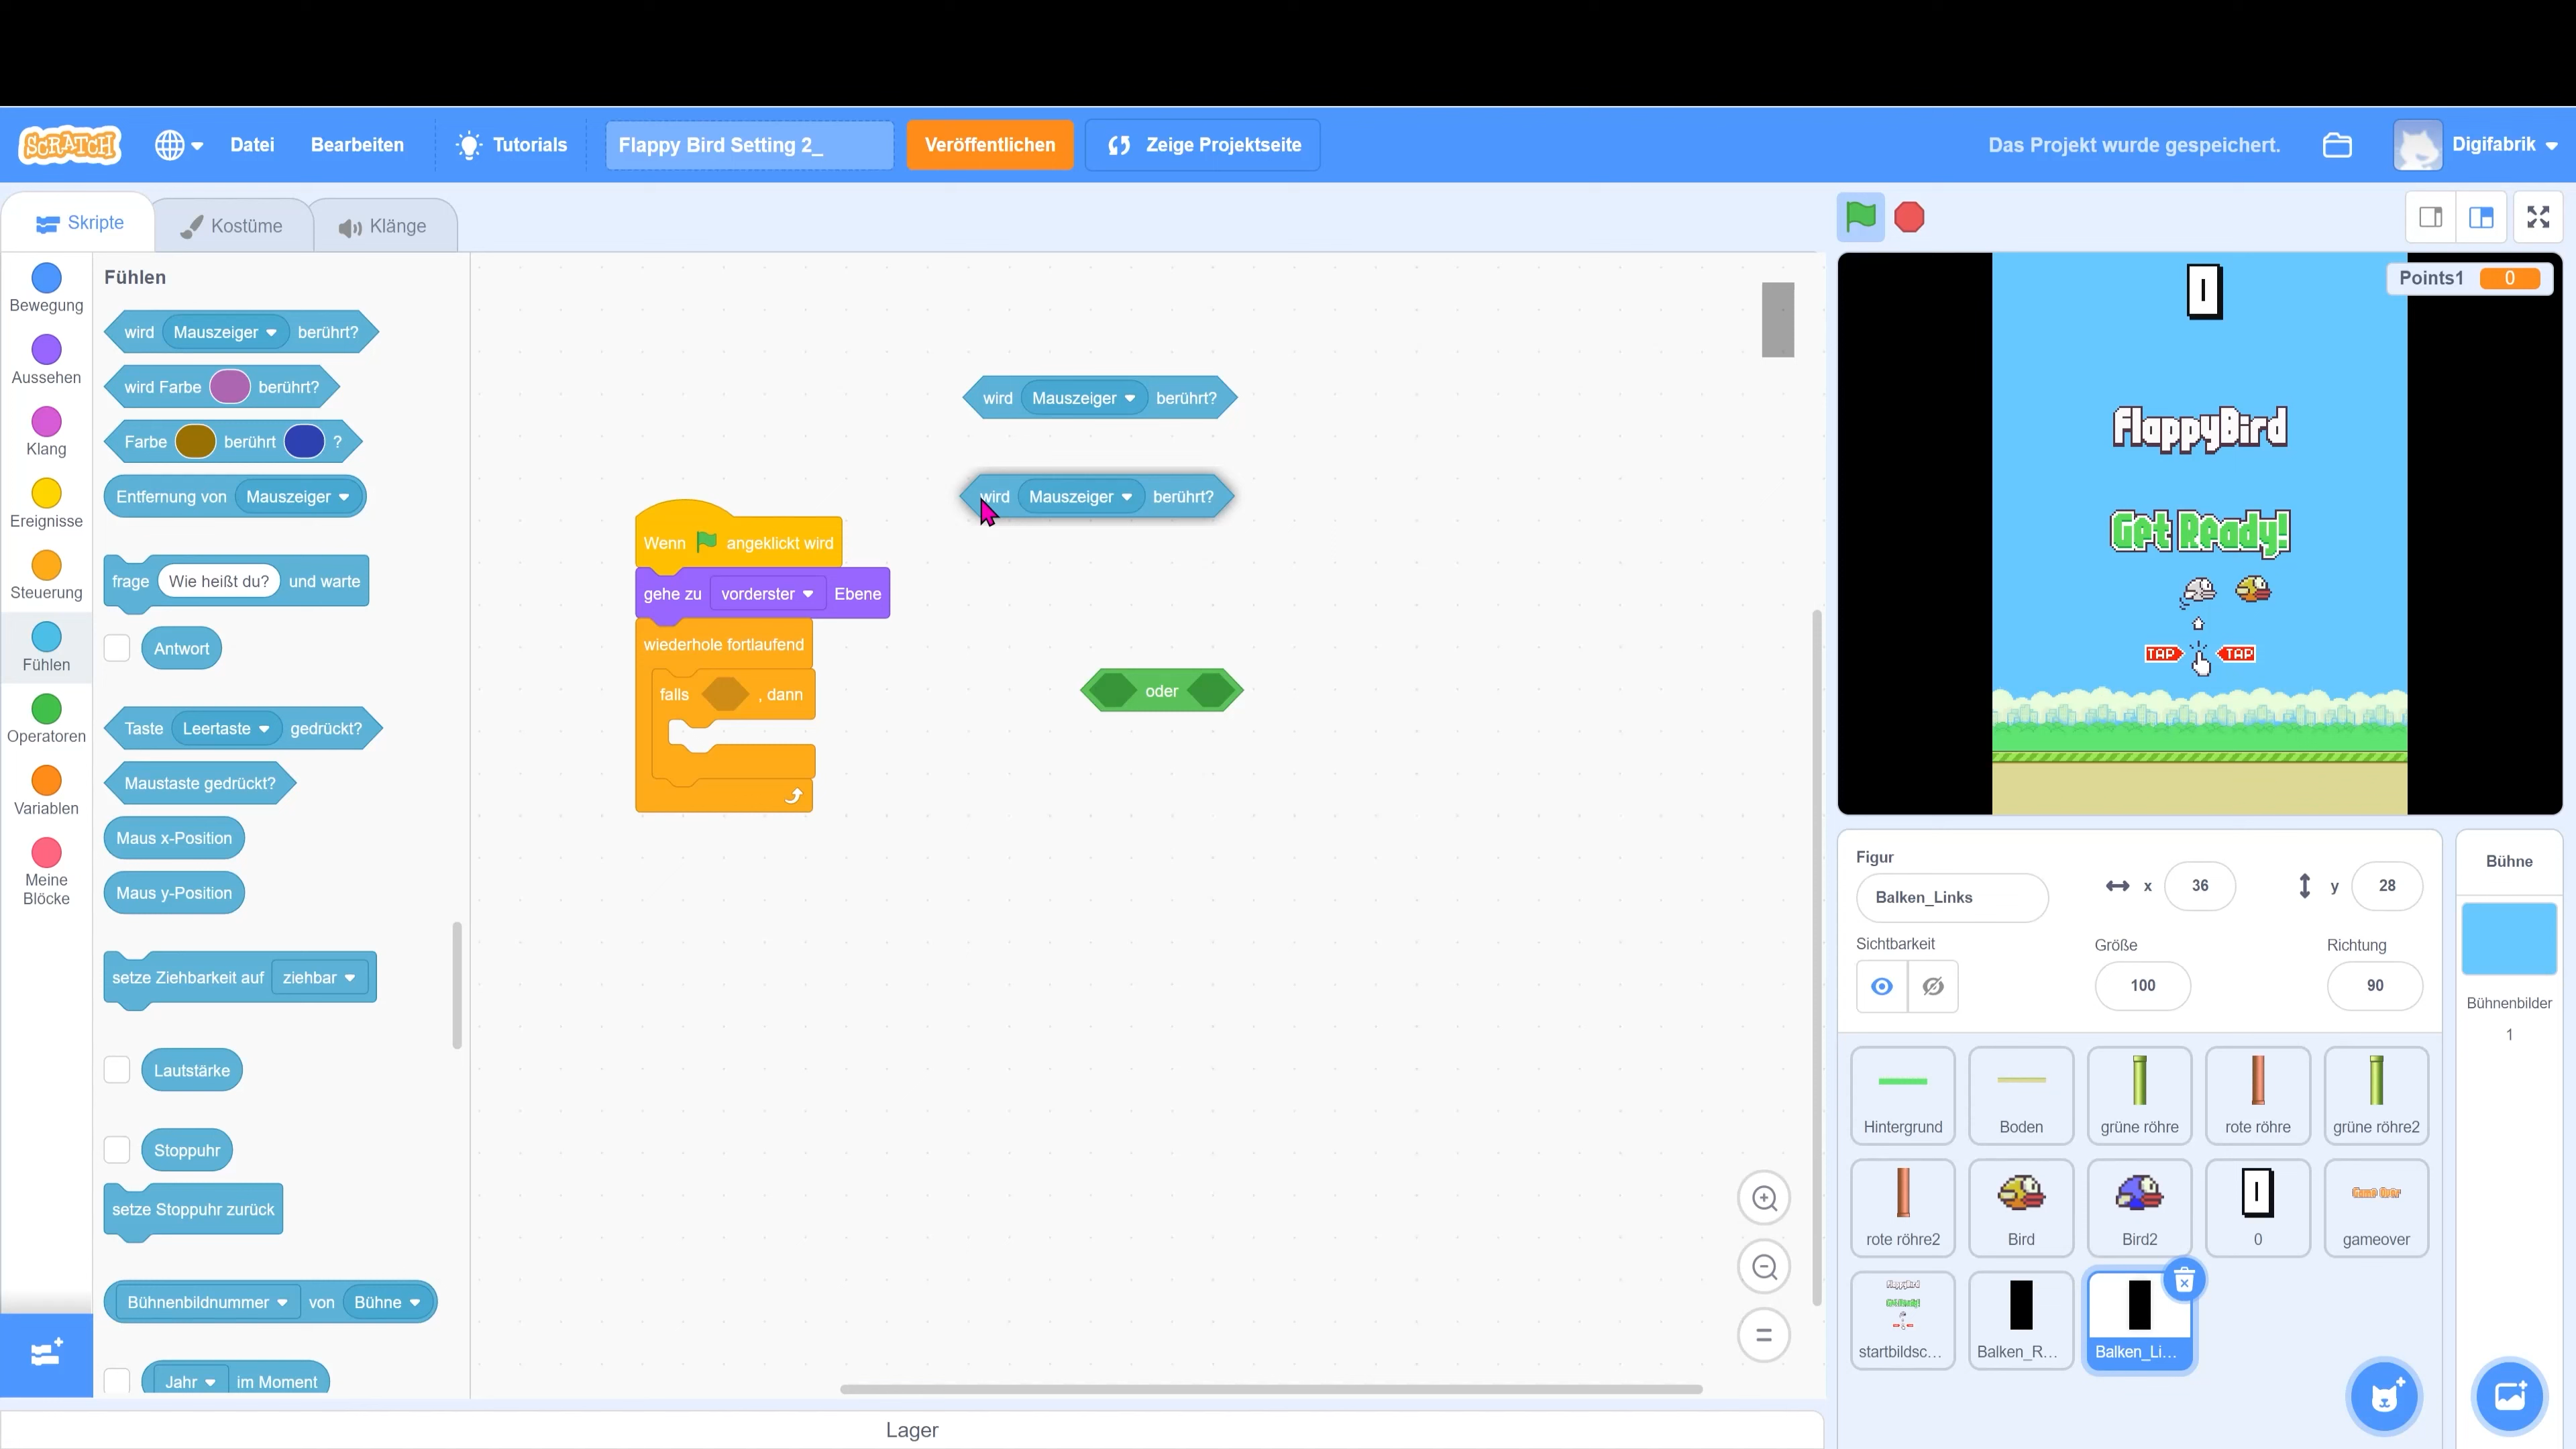 SCRATCH Datei Bearbeiten Tutorials Flappy Bird Setting 2_ Veröffentlichen Zeige Projektseite Das Projekt wurde gespeichert. Digifabrik
Skripte Kostüme Klänge
Bewegung
Aussehen
Klang
Ereignisse
Steuerung
Fühlen
Operatoren
Variablen
Meine
Blöcke
Fühlen
wird Mauszeiger berührt?
wird Farbe berührt?
Farbe berührt ?
Entfernung von Mauszeiger
frage Wie heißt du? und warte
Antwort
Taste Leertaste gedrückt?
Maustaste gedrückt?
Maus x-Position
Maus y-Position
setze Ziehbarkeit auf ziehbar
Lautstärke
Stoppuhr
setze Stoppuhr zurück
Bühnenbildnummer von Bühne
Jahr im Moment
wird Mauszeiger berührt?
wird Mauszeiger berührt?
Wenn angeklickt wird
gehe zu vorderster Ebene
wiederhole fortlaufend
falls , dann
oder
Lager
Points1 0
FlappyBird
Get Ready!
TAP TAP
Figur
Balken_Links
x 36 y 28
Sichtbarkeit Größe Richtung
100 90
Hintergrund Boden grüne röhre rote röhre grüne röhre2
Game Over
rote röhre2 Bird Bird2 0 gameover
FlappyBird
Get Ready!
startbildsc... Balken_R... Balken_Li...
Bühne
Bühnenbilder
1